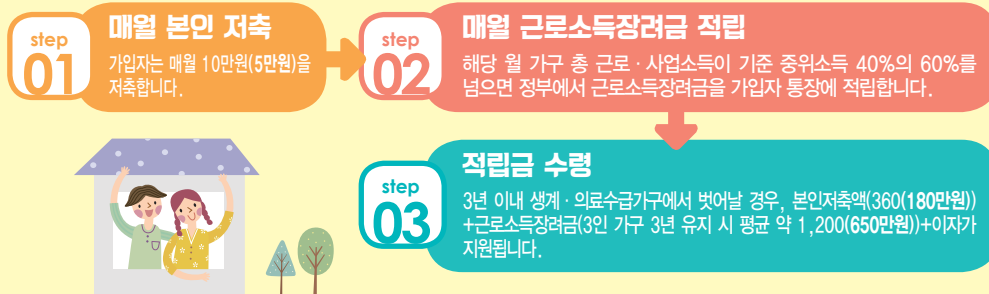 step
01
매월 본인 저축
가입자는 매월 10만원(5만원)을
저축합니다.
step
02
매월 근로소득장려금 적립
해당 월 가구 총 근로·사업소득이 기준 중위소득 40%의 60%를
넘으면 정부에서 근로소득장려금을 가입자 통장에 적립합니다.
step
03
적립금 수령
3년 이내 생계·의료수급가구에서 벗어날 경우, 본인저축액(360(180만원))
+근로소득장려금(3인 가구 3년 유지 시 평균 약 1,200(650만원))+이자가
지원됩니다.